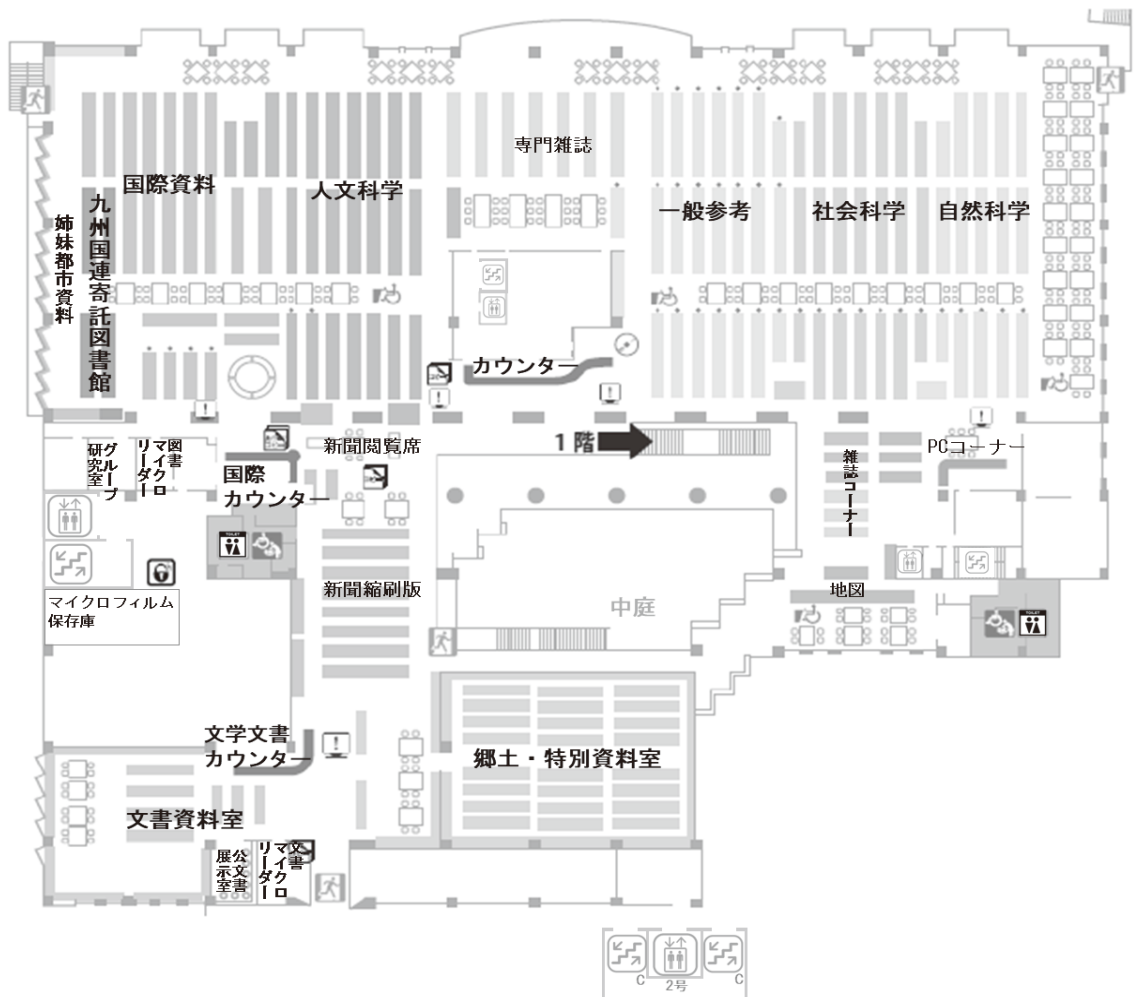 専門雑誌
国際資料
人文科学
一般参考
社会科学
自然科学
九州国連寄託図書館
姉妹都市資料
カウンター
1階
新聞閲覧席
PCコーナー
雑誌コーナー
グループ
研究室
図書
マイクロ
リーダー
国際
カウンター
TOILET
新聞縮刷版
マイクロフィルム
保存庫
中庭
地図
TOILET
文学文書
カウンター
郷土・特別資料室
文書資料室
公文書
展示室
文書
マイクロ
リーダー
C
2号
C